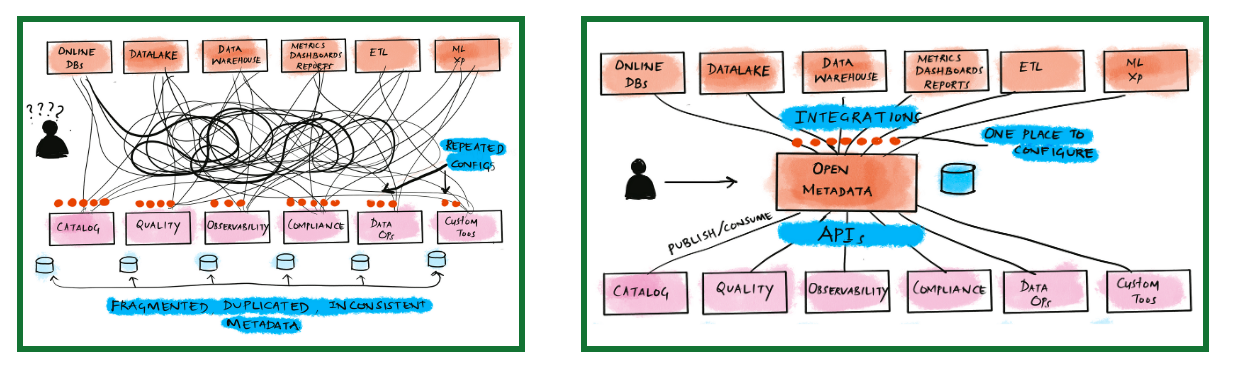 ONLINE
DBs
DATALAKE
DATA
WAREHOUSE
METRICS
DASHBOARDS
REPORTS
ETL
ML
XP
????
REPEATED
CONFIGS
CATALOG
QUALITY
OBSERVABILITY
COMPLIANCE
DATA
OPS
CUSTOM
TOOS
FRAGMENTED DUPLICATED, INCONSISTENT
METADATA
ONLINE
DBs
DATALAKE
DATA
WAREHOUSE
METRICS
DASHBOARDS
REPORTS
ETL
ML
XP
INTEGRATIONS
ONE PLACE TO
CONFIGURE
OPEN
METADATA
PUBLISH/CONSUME
APIs
CATALOG
QUALITY
OBSERVABILITY
COMPLIANCE
DATA
OPS
CUSTOM
TOOS